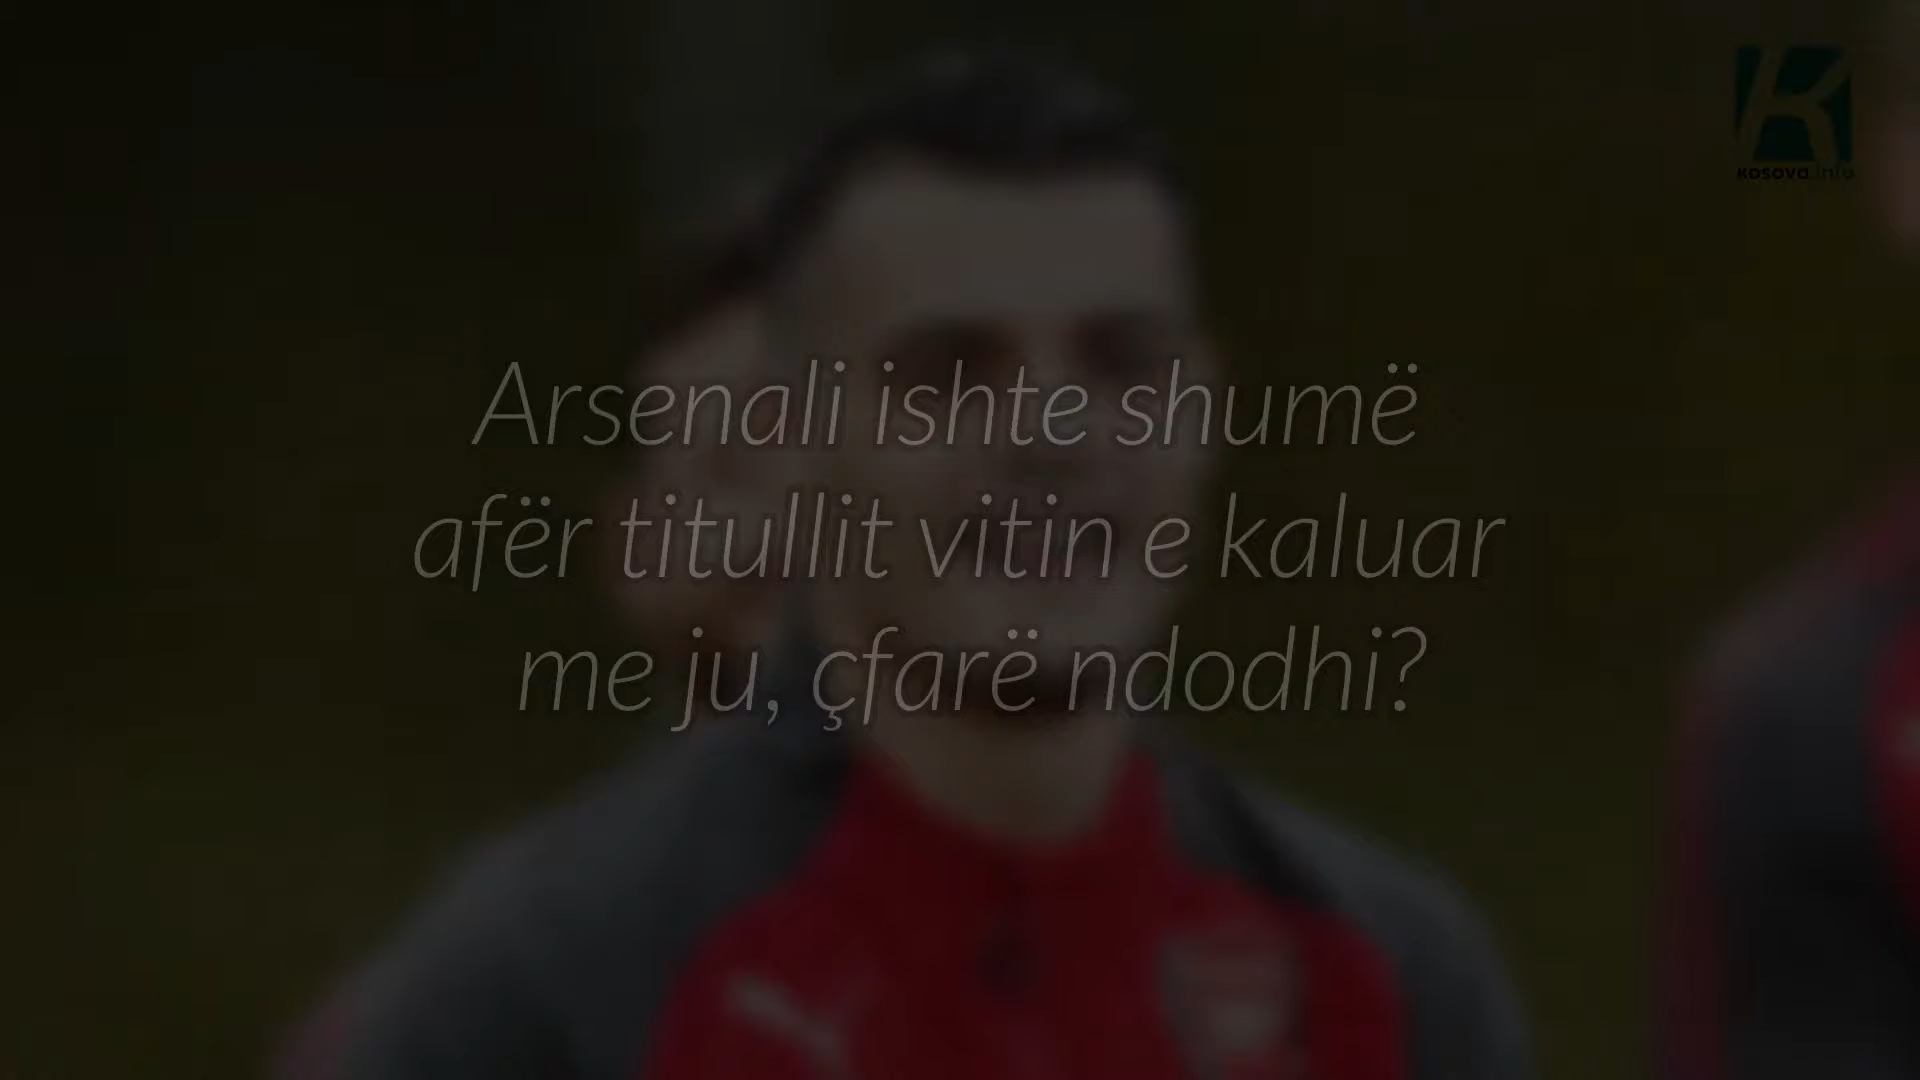 kosova.info
Arsenali ishte shumë
afër titullit vitin e kaluar
me ju, çfarë ndodhi?